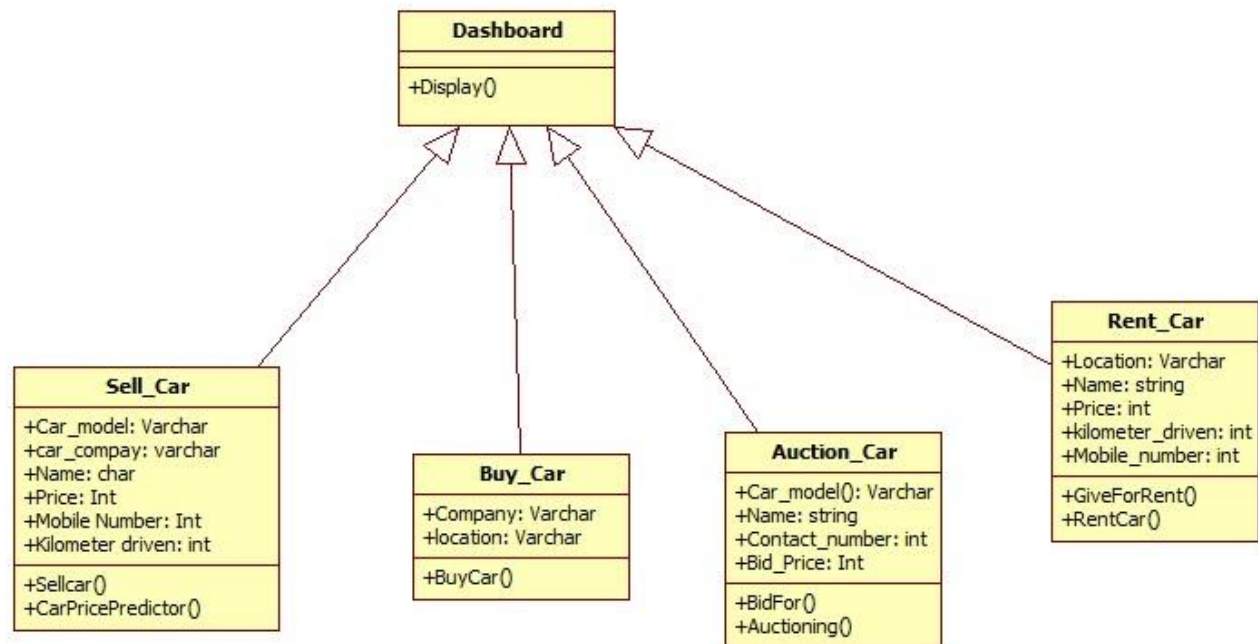 Dashboard
+Display()
Sell_Car
+Car_model: Varchar
+car_compay: varchar
+Name: char
+Price: Int
+Mobile Number: Int
+Kilometer driven: int
+Sellcar()
+CarPricePredictor()
Buy_Car
+Company: Varchar
+location: Varchar
+BuyCar()
Auction_Car
+Car_model(): Varchar
+Name: string
+Contact_number: int
+Bid_Price: Int
+BidFor()
+Auctioning()
Rent_Car
+Location: Varchar
+Name: string
+Price: int
+kilometer_driven: int
+Mobile_number: int
+GiveForRent()
+RentCar()